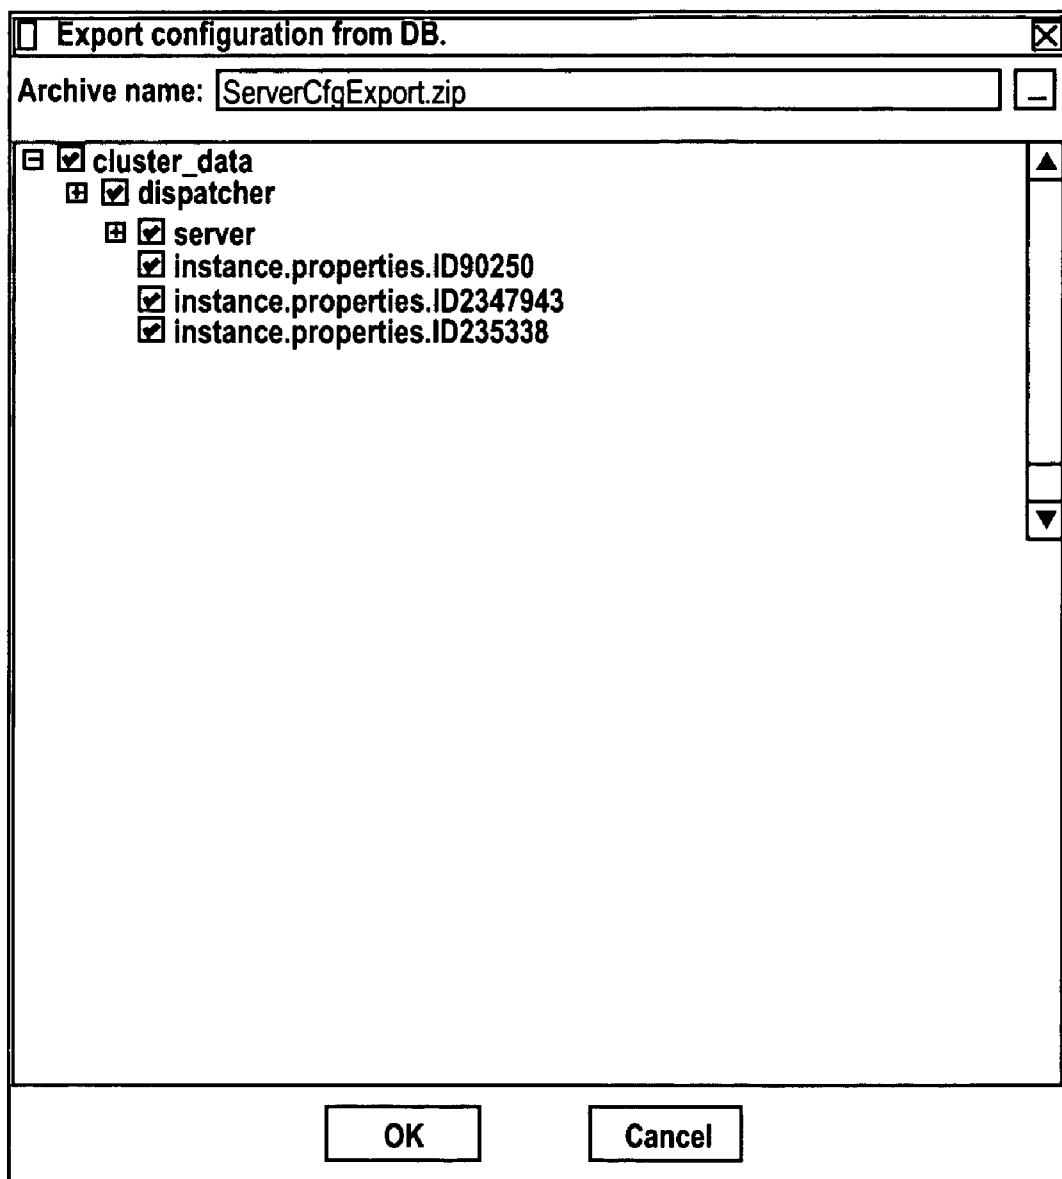 Export configuration from DB.
Archive name: ServerCfgExport.zip
cluster_data
dispatcher
server
instance.properties.ID90250
instance.properties.ID2347943
instance.properties.ID235338
OK Cancel